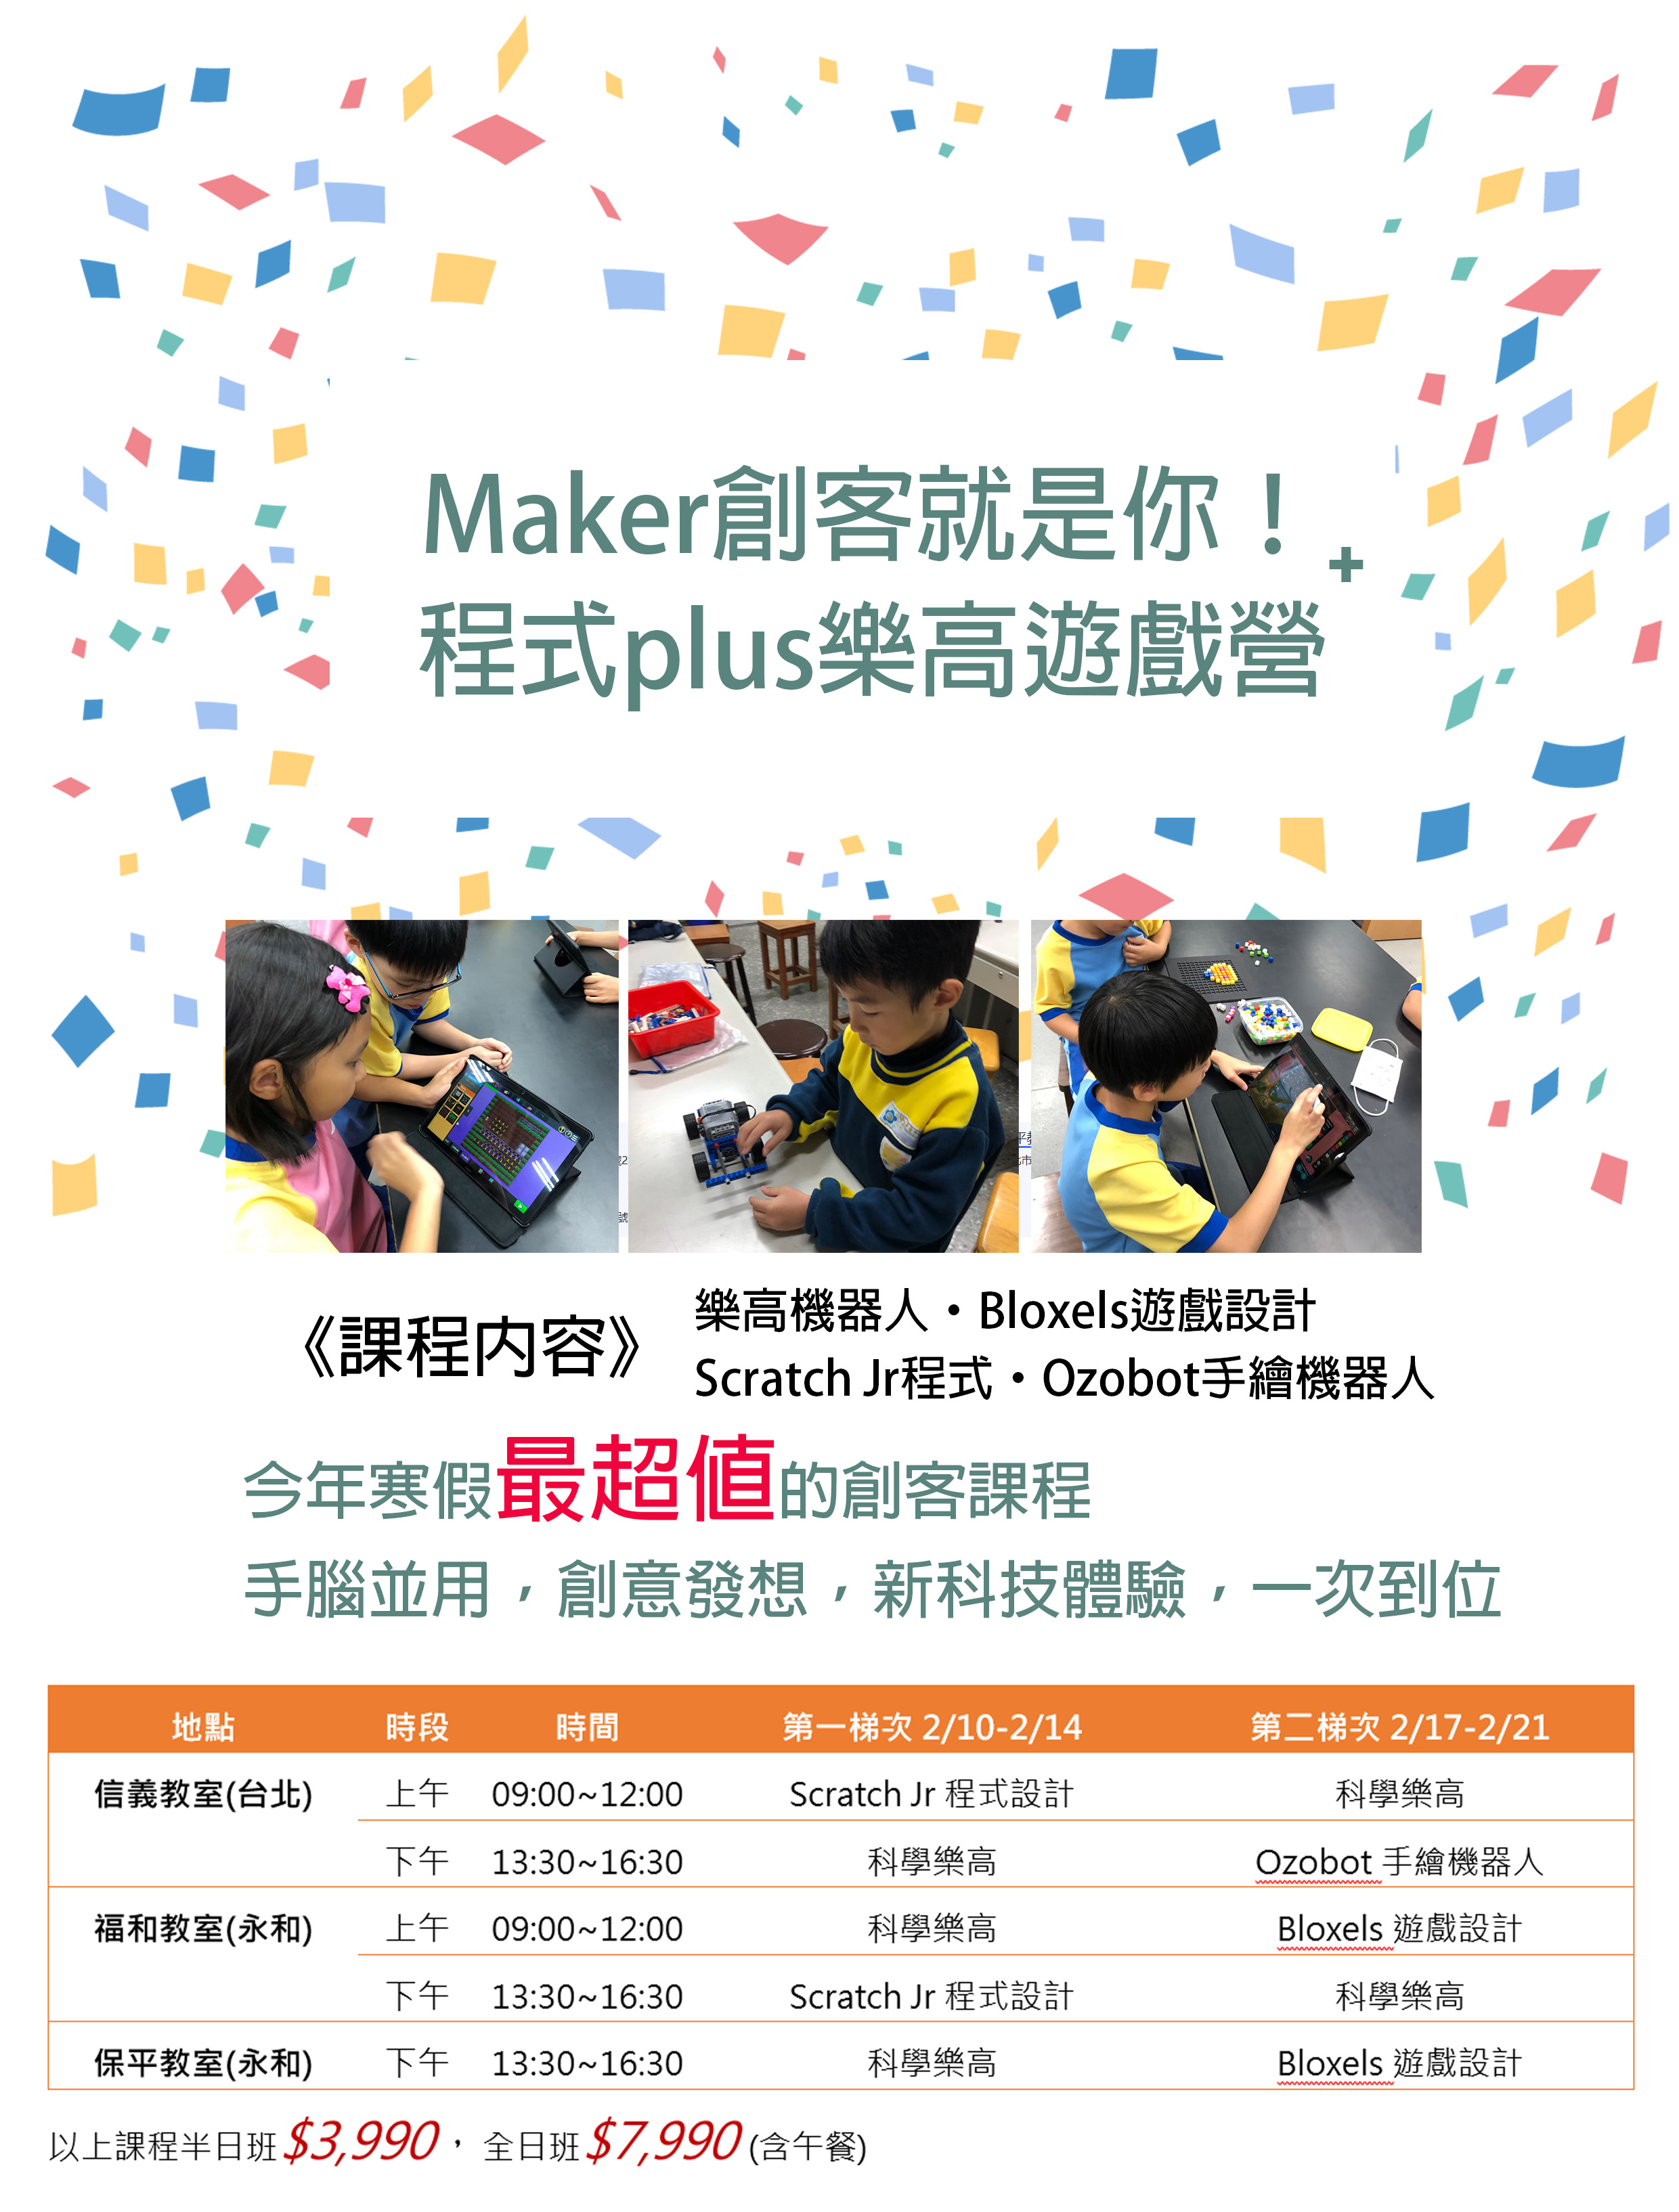 Maker創客就是你！
+
程式plus樂高遊戲營
《課程內容》
樂高機器人・Bloxels遊戲設計
Scratch Jr程式・Ozobot手繪機器人
今年寒假最超值的創客課程
手腦並用，創意發想，新科技體驗，一次到位
地點 時段 時間 第一梯次 2/10-2/14 第二梯次 2/17-2/21
信義教室(台北) 上午 09:00~12:00 Scratch Jr 程式設計 科學樂高
下午 13:30~16:30 科學樂高 Ozobot 手繪機器人
福和教室(永和) 上午 09:00~12:00 科學樂高 Bloxels 遊戲設計
下午 13:30~16:30 Scratch Jr 程式設計 科學樂高
保平教室(永和) 下午 13:30~16:30 科學樂高 Bloxels 遊戲設計
以上課程半日班 $3,990， 全日班 $7,990 (含午餐)